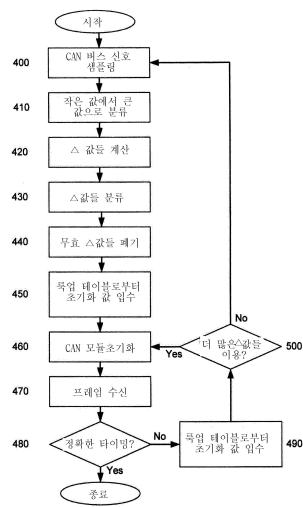 시작
400
CAN 버스 신호
샘플링
410
작은 값에서 큰
값으로 분류
420
△ 값들 계산
430
△값들 분류
440
무효 △값들 폐기
450
룩업 테이블로부터
초기화 값 입수
No
460
CAN 모듈초기화
Yes
더 많은△값들
이용?
500
470
프레임 수신
480
정확한 타이밍?
No
룩업 테이블로부터
초기화 값 입수
490
Yes
종료